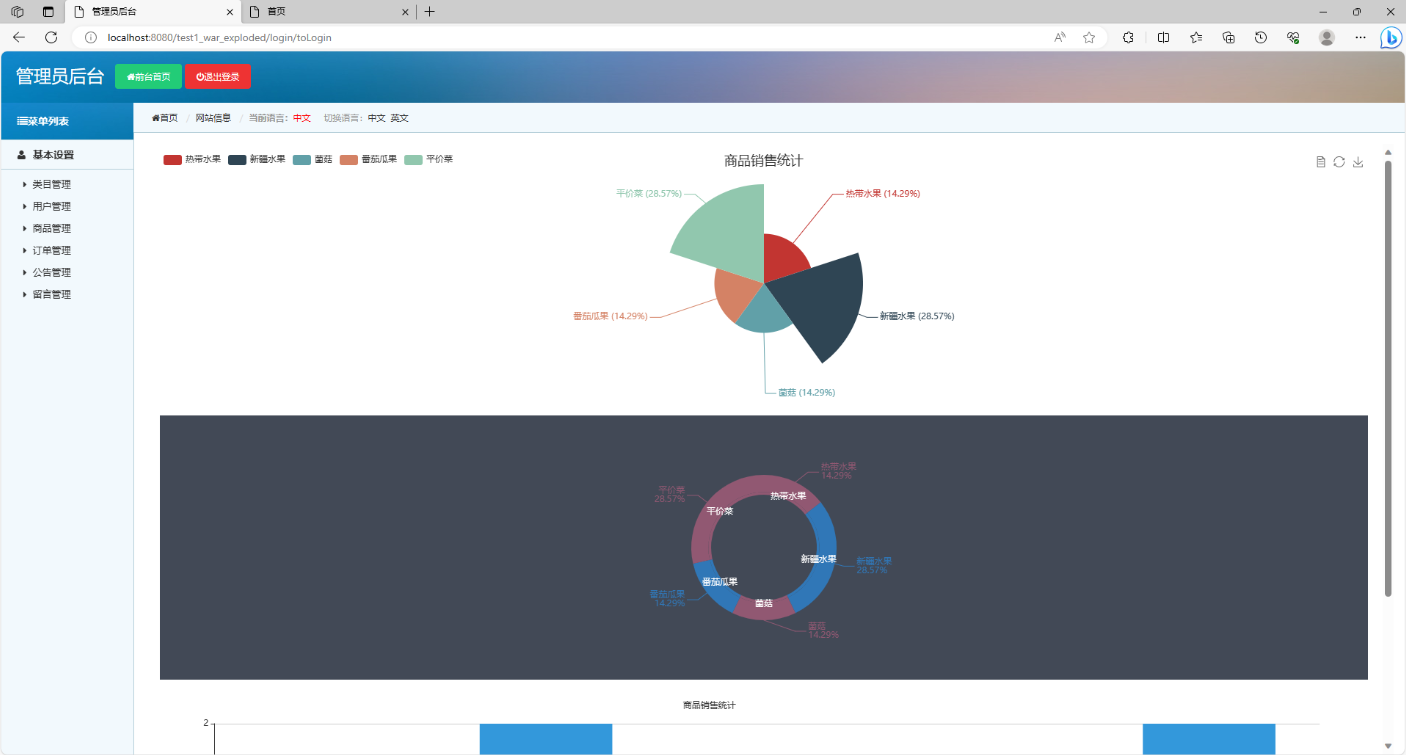 管理员后台
首页
localhost:8080/test1_war_exploded/login/toLogin
管理员后台
前台首页
退出登录
菜单列表
首页 / 网站信息 / 当前语言：中文 切换语言：中文 英文
基本设置
类目管理
用户管理
商品管理
订单管理
公告管理
留言管理
热带水果 新疆水果 菌菇 番茄瓜果 平价菜
商品销售统计
平价菜 (28.57%)
热带水果 (14.29%)
番茄瓜果 (14.29%)
新疆水果 (28.57%)
菌菇 (14.29%)
热带水果
14.29%
平价菜
28.57%
热带水果
平价菜
新疆水果
新疆水果
28.57%
番茄瓜果
番茄瓜果
14.29%
菌菇
菌菇
14.29%
商品销售统计
2